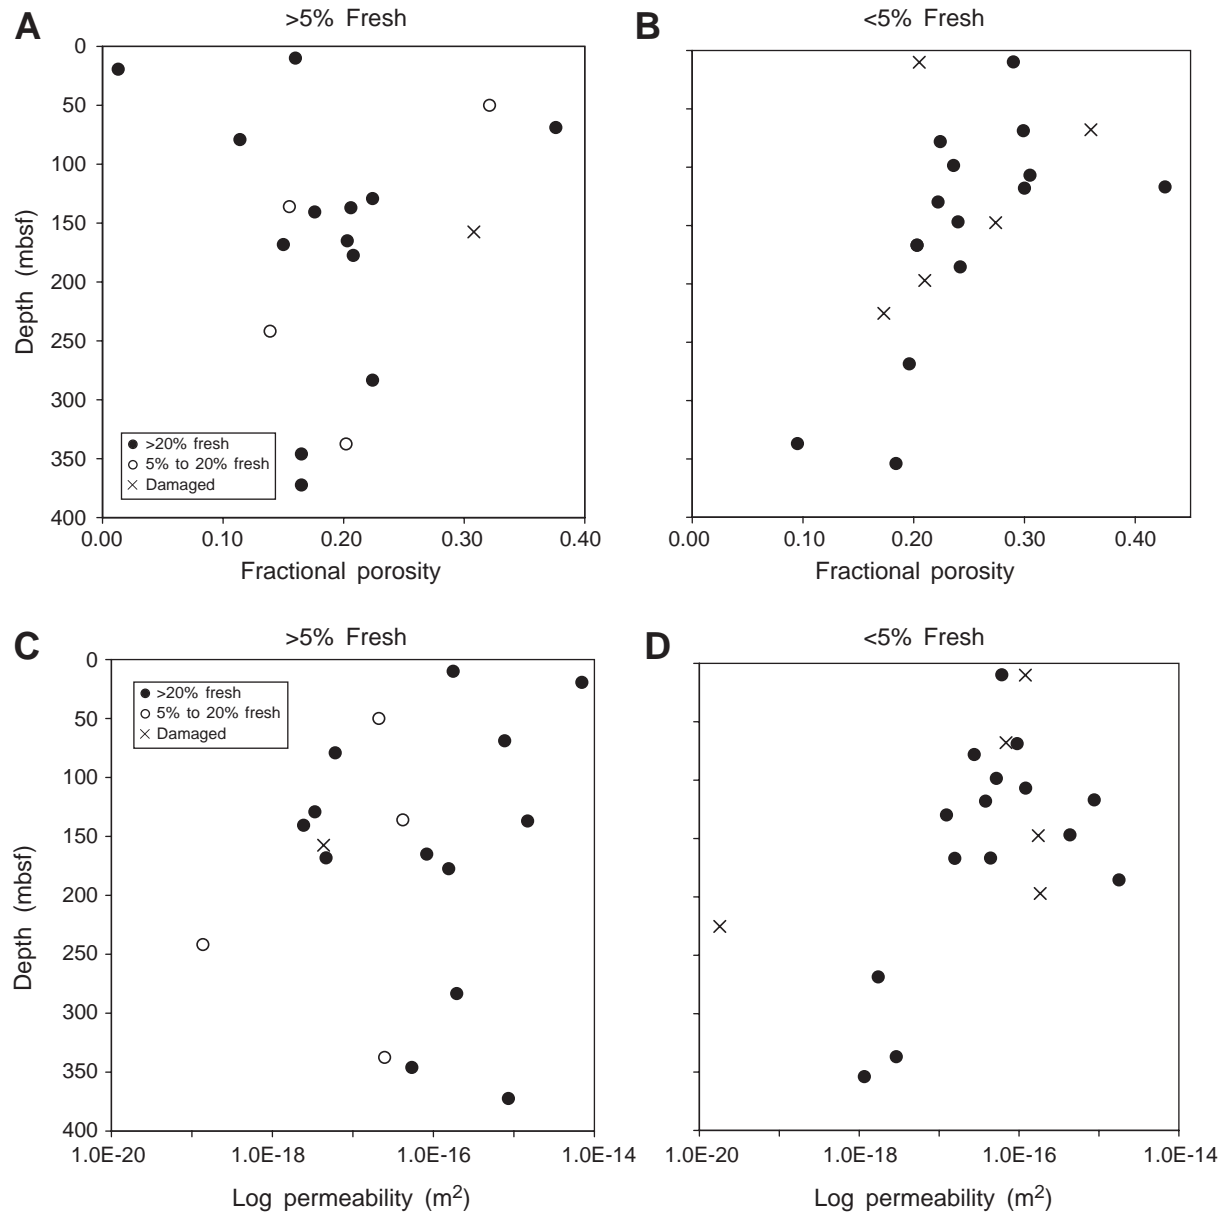 A
>5% Fresh
0
50
100
150
200
250
300
350
400
Depth (mbsf)
>20% fresh
5% to 20% fresh
Damaged
0.00 0.10 0.20 0.30 0.40
Fractional porosity
B
<5% Fresh
0.00 0.10 0.20 0.30 0.40
Fractional porosity
C
>5% Fresh
0
50
100
150
200
250
300
350
400
Depth (mbsf)
>20% fresh
5% to 20% fresh
Damaged
1.0E-20 1.0E-18 1.0E-16 1.0E-14
Log permeability (m²)
D
<5% Fresh
1.0E-20 1.0E-18 1.0E-16 1.0E-14
Log permeability (m²)